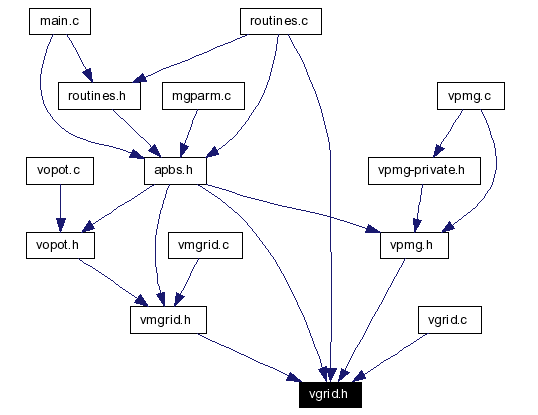 main.c
routines.c
routines.h
mgparm.c
vpmg.c
vopot.c
apbs.h
vpmg-private.h
vopot.h
vmgrid.c
vpmg.h
vmgrid.h
vgrid.c
vgrid.h